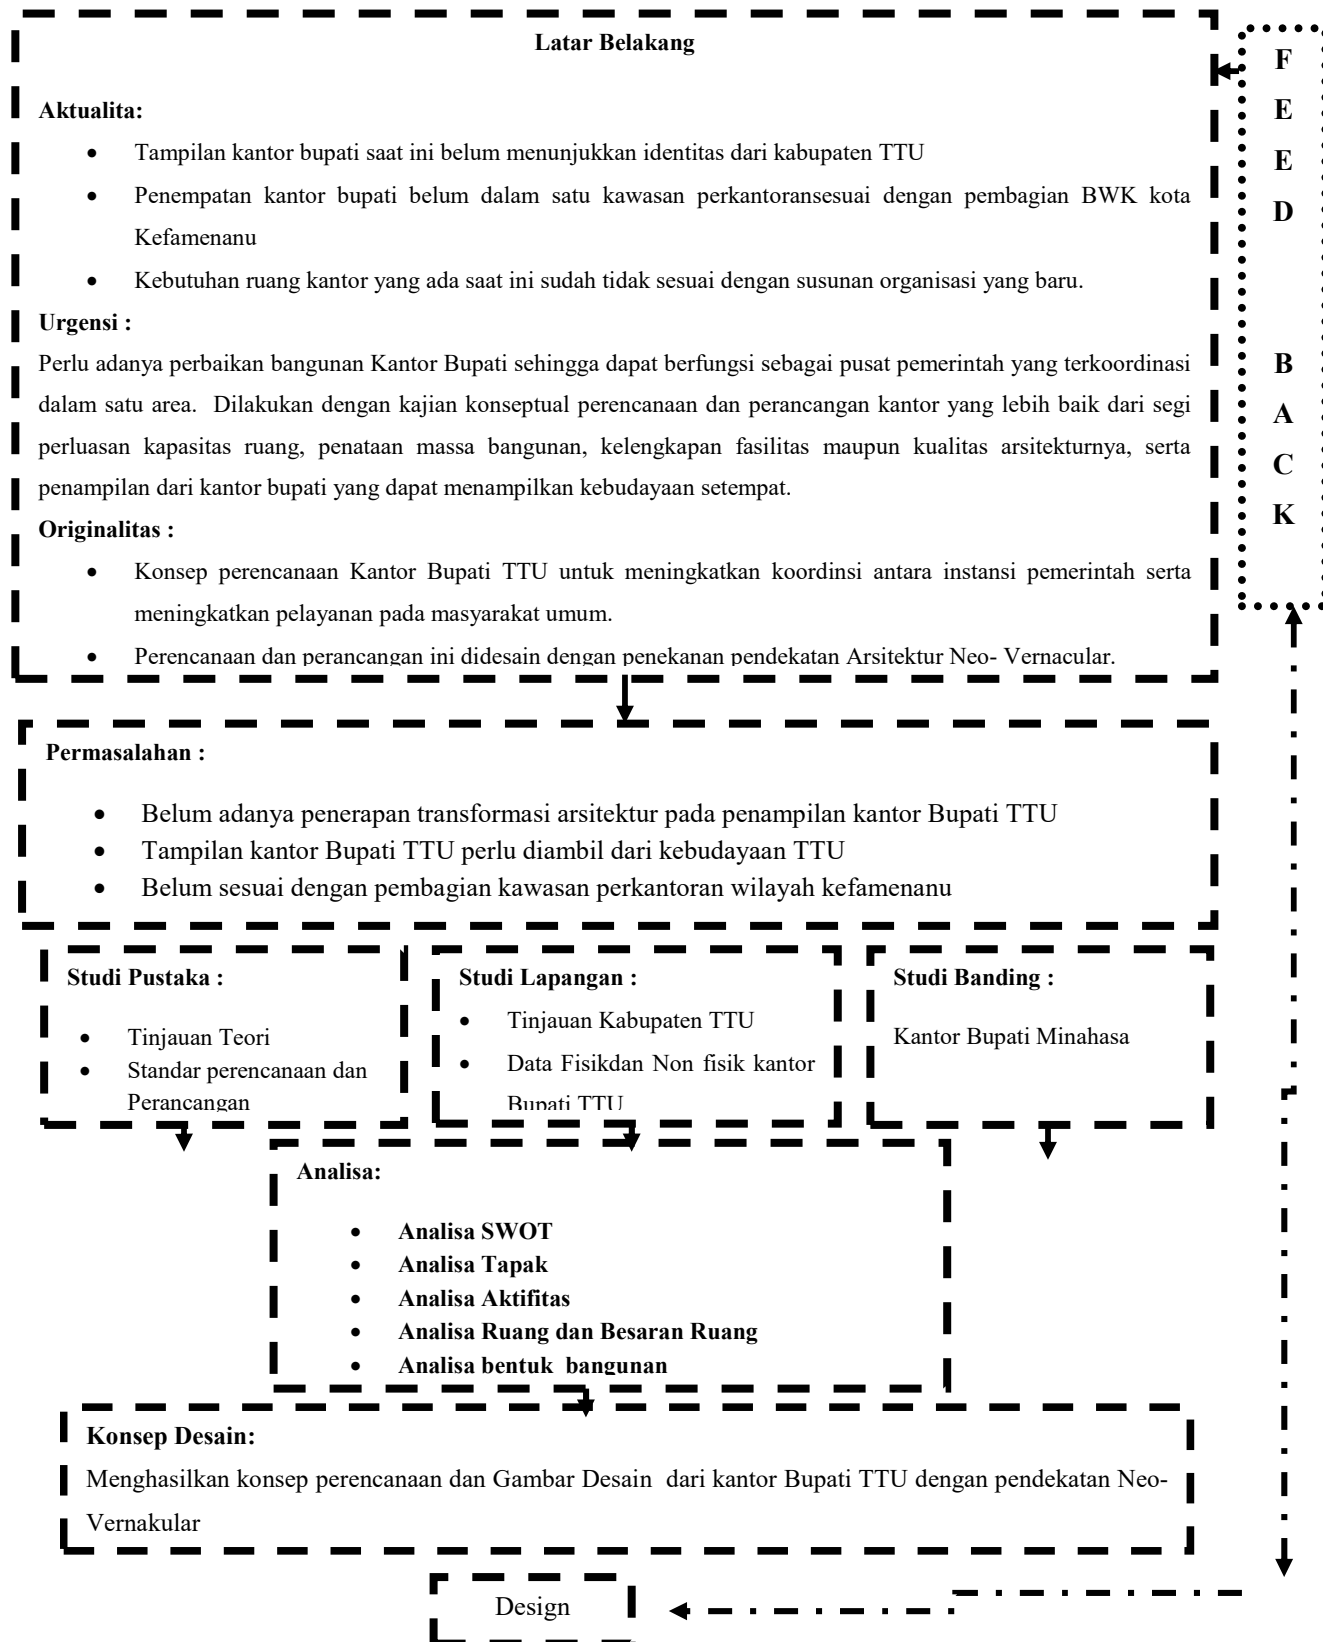 Latar Belakang
Aktualita:
• Tampilan kantor bupati saat ini belum menunjukkan identitas dari kabupaten TTU
• Penempatan kantor bupati belum dalam satu kawasan perkantoransesuai dengan pembagian BWK kota
Kefamenanu
• Kebutuhan ruang kantor yang ada saat ini sudah tidak sesuai dengan susunan organisasi yang baru.
Urgensi :
Perlu adanya perbaikan bangunan Kantor Bupati sehingga dapat berfungsi sebagai pusat pemerintah yang terkoordinasi
dalam satu area. Dilakukan dengan kajian konseptual perencanaan dan perancangan kantor yang lebih baik dari segi
perluasan kapasitas ruang, penataan massa bangunan, kelengkapan fasilitas maupun kualitas arsitekturnya, serta
penampilan dari kantor bupati yang dapat menampilkan kebudayaan setempat.
Originalitas :
• Konsep perencanaan Kantor Bupati TTU untuk meningkatkan koordinsi antara instansi pemerintah serta
meningkatkan pelayanan pada masyarakat umum.
• Perencanaan dan perancangan ini didesain dengan penekanan pendekatan Arsitektur Neo- Vernacular.
F
E
E
D
B
A
C
K
Permasalahan :
• Belum adanya penerapan transformasi arsitektur pada penampilan kantor Bupati TTU
• Tampilan kantor Bupati TTU perlu diambil dari kebudayaan TTU
• Belum sesuai dengan pembagian kawasan perkantoran wilayah kefamenanu
Studi Pustaka :
• Tinjauan Teori
• Standar perencanaan dan
Perancangan
Studi Lapangan :
• Tinjauan Kabupaten TTU
• Data Fisikdan Non fisik kantor
Bupati TTU
Studi Banding :
Kantor Bupati Minahasa
Analisa:
• Analisa SWOT
• Analisa Tapak
• Analisa Aktifitas
• Analisa Ruang dan Besaran Ruang
• Analisa bentuk bangunan
Konsep Desain:
Menghasilkan konsep perencanaan dan Gambar Desain dari kantor Bupati TTU dengan pendekatan Neo-
Vernakular
Design